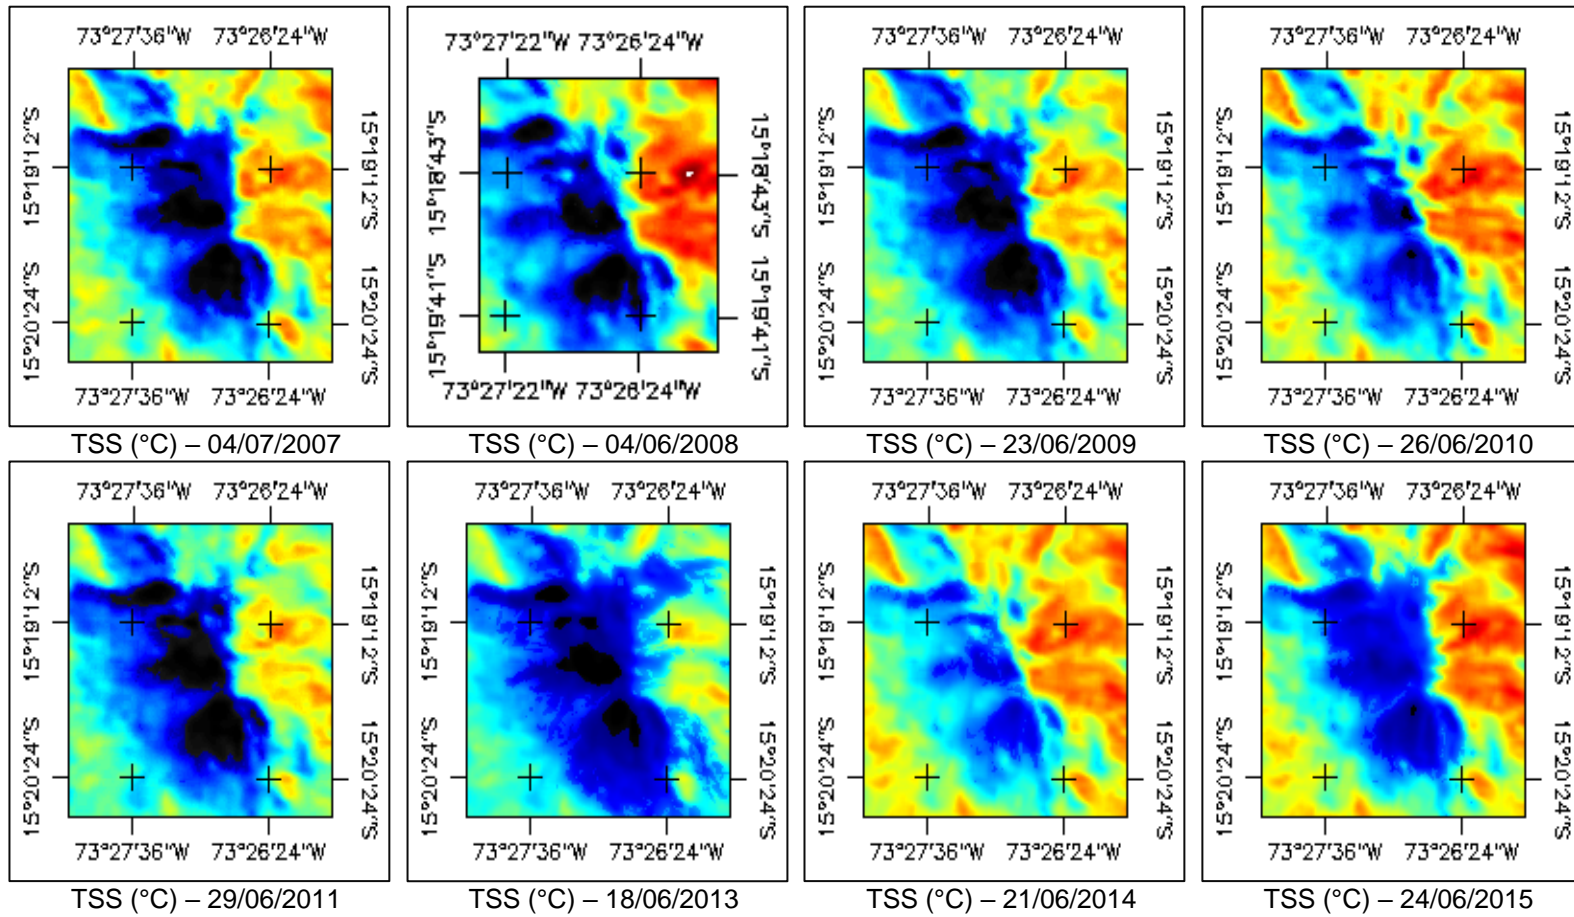 73°27'36"W 73°26'24"W
15°19'12"S 15°20'24"S
15°19'12"S 15°20'24"S
73°27'36"W 73°26'24"W
TSS (°C) – 04/07/2007
73°27'22"W 73°26'24"W
15°18'43"S 15°19'41"S
15°18'43"S 15°19'41"S
73°27'22"W 73°26'24"W
TSS (°C) – 04/06/2008
73°27'36"W 73°26'24"W
15°19'12"S 15°20'24"S
15°19'12"S 15°20'24"S
73°27'36"W 73°26'24"W
TSS (°C) – 23/06/2009
73°27'36"W 73°26'24"W
15°19'12"S 15°20'24"S
15°19'12"S 15°20'24"S
73°27'36"W 73°26'24"W
TSS (°C) – 26/06/2010
73°27'36"W 73°26'24"W
15°19'12"S 15°20'24"S
15°19'12"S 15°20'24"S
73°27'36"W 73°26'24"W
TSS (°C) – 29/06/2011
73°27'36"W 73°26'24"W
15°19'12"S 15°20'24"S
15°19'12"S 15°20'24"S
73°27'36"W 73°26'24"W
TSS (°C) – 18/06/2013
73°27'36"W 73°26'24"W
15°19'12"S 15°20'24"S
15°19'12"S 15°20'24"S
73°27'36"W 73°26'24"W
TSS (°C) – 21/06/2014
73°27'36"W 73°26'24"W
15°19'12"S 15°20'24"S
15°19'12"S 15°20'24"S
73°27'36"W 73°26'24"W
TSS (°C) – 24/06/2015